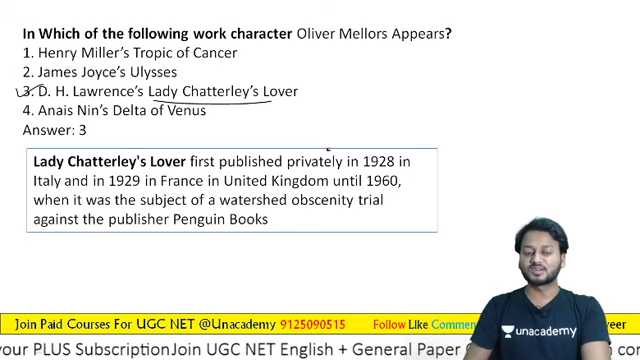 In Which of the following work character Oliver Mellors Appears?
1. Henry Miller's Tropic of Cancer
2. James Joyce's Ulysses
3. D. H. Lawrence's Lady Chatterley's Lover
4. Anais Nin's Delta of Venus
Answer: 3
Lady Chatterley's Lover first published privately in 1928 in
Italy and in 1929 in France in United Kingdom until 1960,
when it was the subject of a watershed obscenity trial
against the publisher Penguin Books
unacademy
Join Paid Courses For UGC NET @Unacademy 9125090515 Follow Like Commen
your PLUS SubscriptionJoin UGC NET English + General Paper